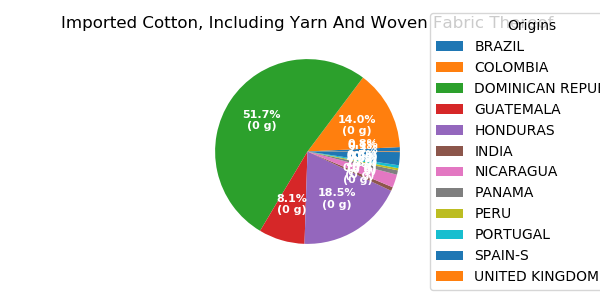 Imported Cotton, Including Yarn And Woven Fabric Thereof
Origins
BRAZIL
COLOMBIA
DOMINICAN REPU
GUATEMALA
HONDURAS
INDIA
NICARAGUA
PANAMA
PERU
PORTUGAL
SPAIN-S
UNITED KINGDOM
14.0%
(0 g)
51.7%
(0 g)
8.1%
(0 g)
18.5%
(0 g)